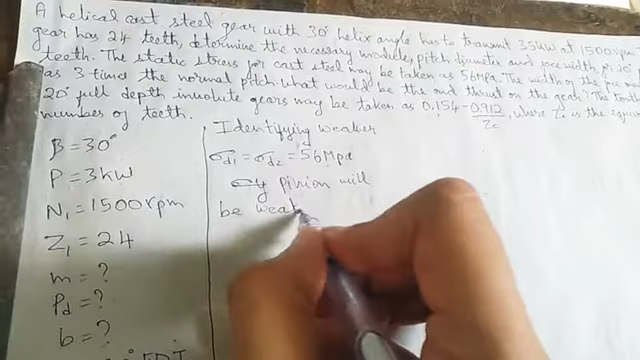 A helical cast steel gear with 30° helix angle has to transmit 35kW at 1500rpm
gear has 24 teeth, determine the necessary module, pitch diameter and face width for 20°
teeth. The static stress for cast steel may be taken as 56MPa. The width of the face may
as 3 times the normal pitch. What would be the end thrust on the gear? The tooth
20° full depth involute gears may be taken as 0.154-0.912/Ze, where Ze is the equiva
number of teeth.
β=30°
P=3kW
N1=1500rpm
Z1=24
m=?
Pd=?
b=?
FDI
Identifying weaker
σd1=σd2=56Mpa
pinion will
be weak